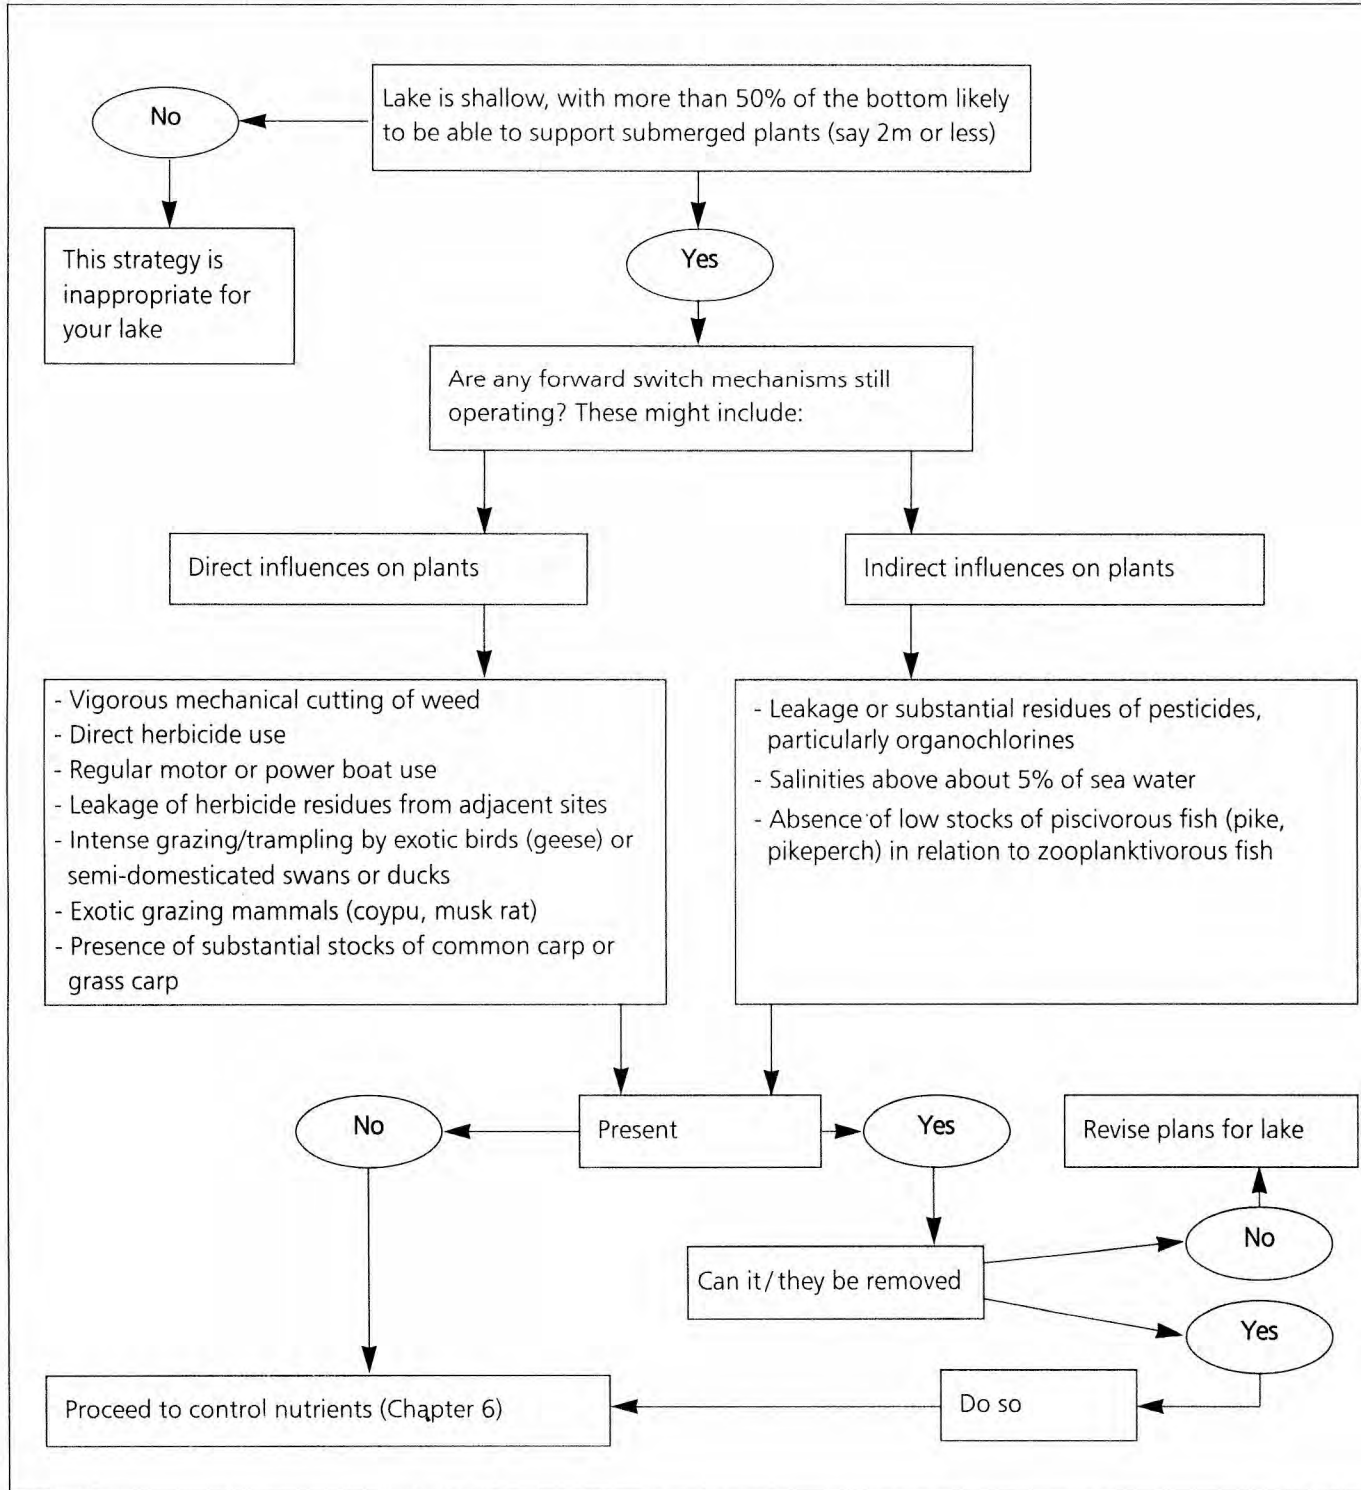 Lake is shallow, with more than 50% of the bottom likely
to be able to support submerged plants (say 2m or less)
No
This strategy is
inappropriate for
your lake
Yes
Are any forward switch mechanisms still
operating? These might include:
Direct influences on plants
Indirect influences on plants
- Vigorous mechanical cutting of weed
- Direct herbicide use
- Regular motor or power boat use
- Leakage of herbicide residues from adjacent sites
- Intense grazing/trampling by exotic birds (geese) or
semi-domesticated swans or ducks
- Exotic grazing mammals (coypu, musk rat)
- Presence of substantial stocks of common carp or
grass carp
- Leakage or substantial residues of pesticides,
particularly organochlorines
- Salinities above about 5% of sea water
- Absence of low stocks of piscivorous fish (pike,
pikeperch) in relation to zooplanktivorous fish
No
Present
Yes
Revise plans for lake
Can it/they be removed
No
Yes
Do so
Proceed to control nutrients (Chapter 6)